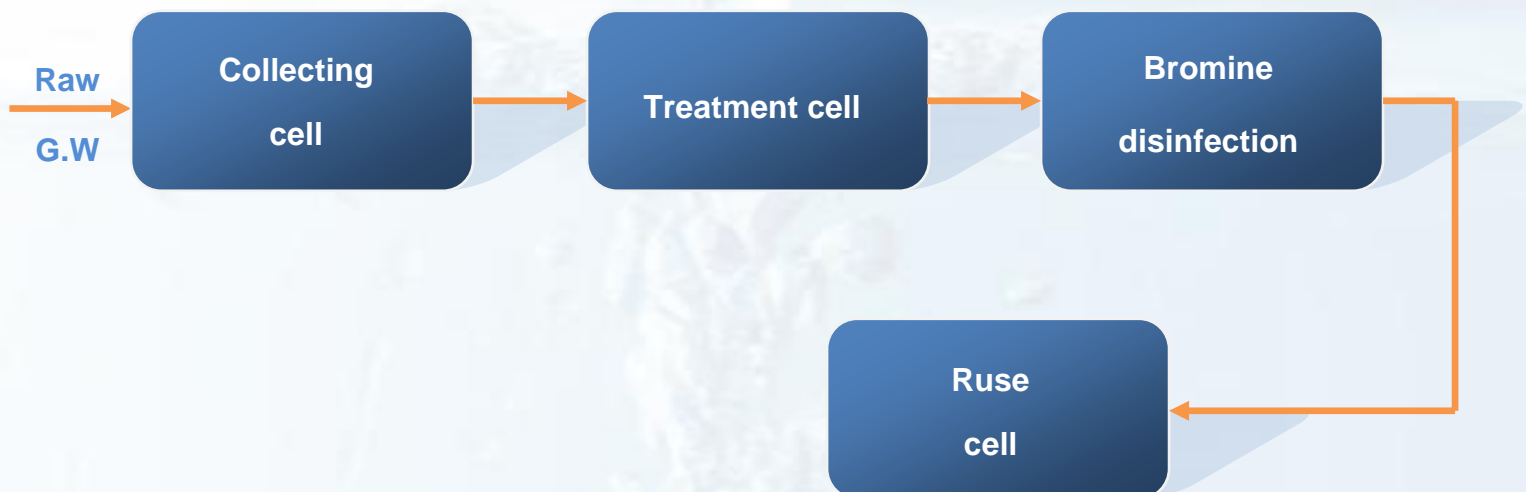 Raw
G.W
Collecting
cell
Treatment cell
Bromine
disinfection
Ruse
cell